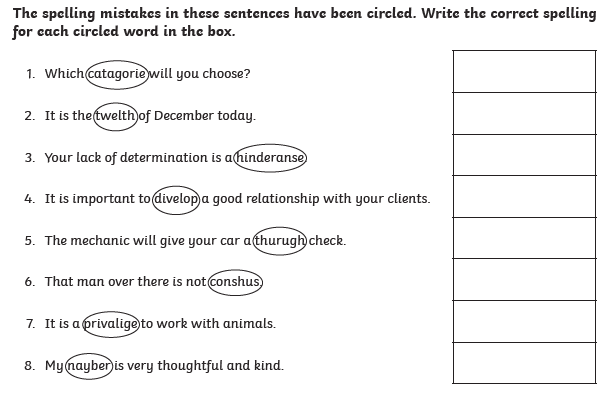 The spelling mistakes in these sentences have been circled. Write the correct spelling
for each circled word in the box.
1. Which catagorie will you choose?
2. It is the twelth of December today.
3. Your lack of determination is a hinderanse.
4. It is important to divelop a good relationship with your clients.
5. The mechanic will give your car a thurugh check.
6. That man over there is not conshus.
7. It is a privalige to work with animals.
8. My nayber is very thoughtful and kind.